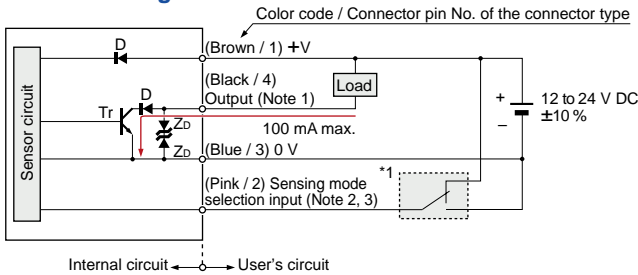 Color code / Connector pin No. of the connector type
D
(Brown / 1) +V
(Black / 4)
Output (Note 1)
Load
D
Tr
ZD
ZD
100 mA max.
+
–
12 to 24 V DC
±10 %
Sensor circuit
(Blue / 3) 0 V
*1
(Pink / 2) Sensing mode
selection input (Note 2, 3)
Internal circuit
User's circuit